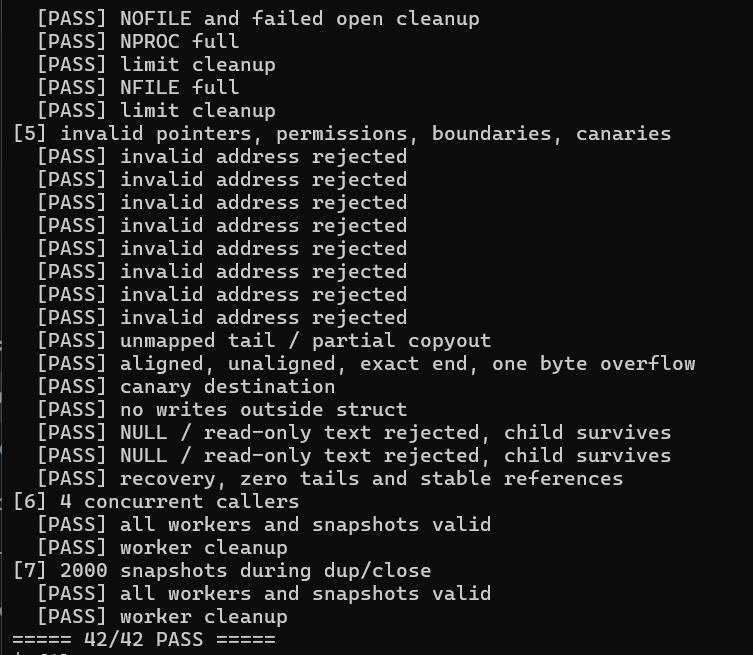 [PASS] NOFILE and failed open cleanup
[PASS] NPROC full
[PASS] limit cleanup
[PASS] NFILE full
[PASS] limit cleanup
[5] invalid pointers, permissions, boundaries, canaries
[PASS] invalid address rejected
[PASS] invalid address rejected
[PASS] invalid address rejected
[PASS] invalid address rejected
[PASS] invalid address rejected
[PASS] invalid address rejected
[PASS] invalid address rejected
[PASS] invalid address rejected
[PASS] unmapped tail / partial copyout
[PASS] aligned, unaligned, exact end, one byte overflow
[PASS] canary destination
[PASS] no writes outside struct
[PASS] NULL / read-only text rejected, child survives
[PASS] NULL / read-only text rejected, child survives
[PASS] recovery, zero tails and stable references
[6] 4 concurrent callers
[PASS] all workers and snapshots valid
[PASS] worker cleanup
[7] 2000 snapshots during dup/close
[PASS] all workers and snapshots valid
[PASS] worker cleanup
===== 42/42 PASS =====